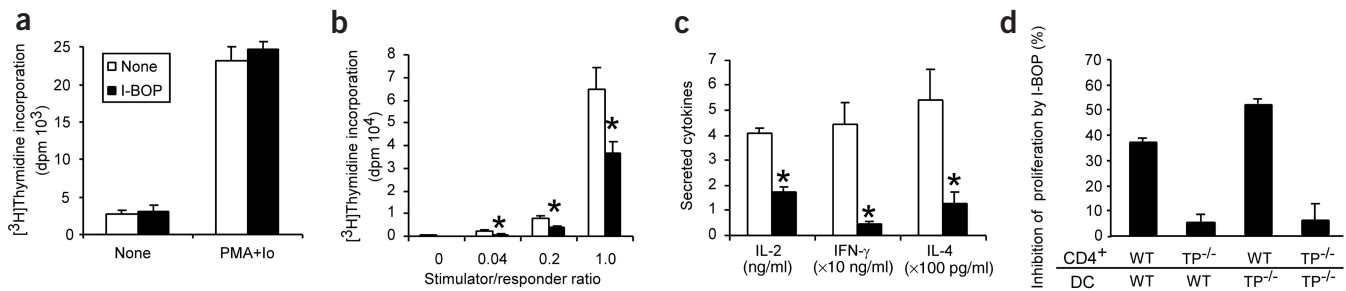 a
[³H]Thymidine incorporation
(dpm 10³)
25
20
15
10
5
0
None
I-BOP
None
PMA+Io
b
[³H]Thymidine incorporation
(dpm 10⁴)
8
7
6
5
4
3
2
1
0
*
*
*
0
0.04
0.2
1.0
Stimulator/responder ratio
c
Secreted cytokines
7
6
5
4
3
2
1
0
*
*
*
IL-2
(ng/ml)
IFN-γ
(×10 ng/ml)
IL-4
(×100 pg/ml)
d
Inhibition of proliferation by I-BOP (%)
70
60
50
40
30
20
10
0
CD4⁺ WT TP⁻/⁻ WT TP⁻/⁻
DC WT WT TP⁻/⁻ TP⁻/⁻